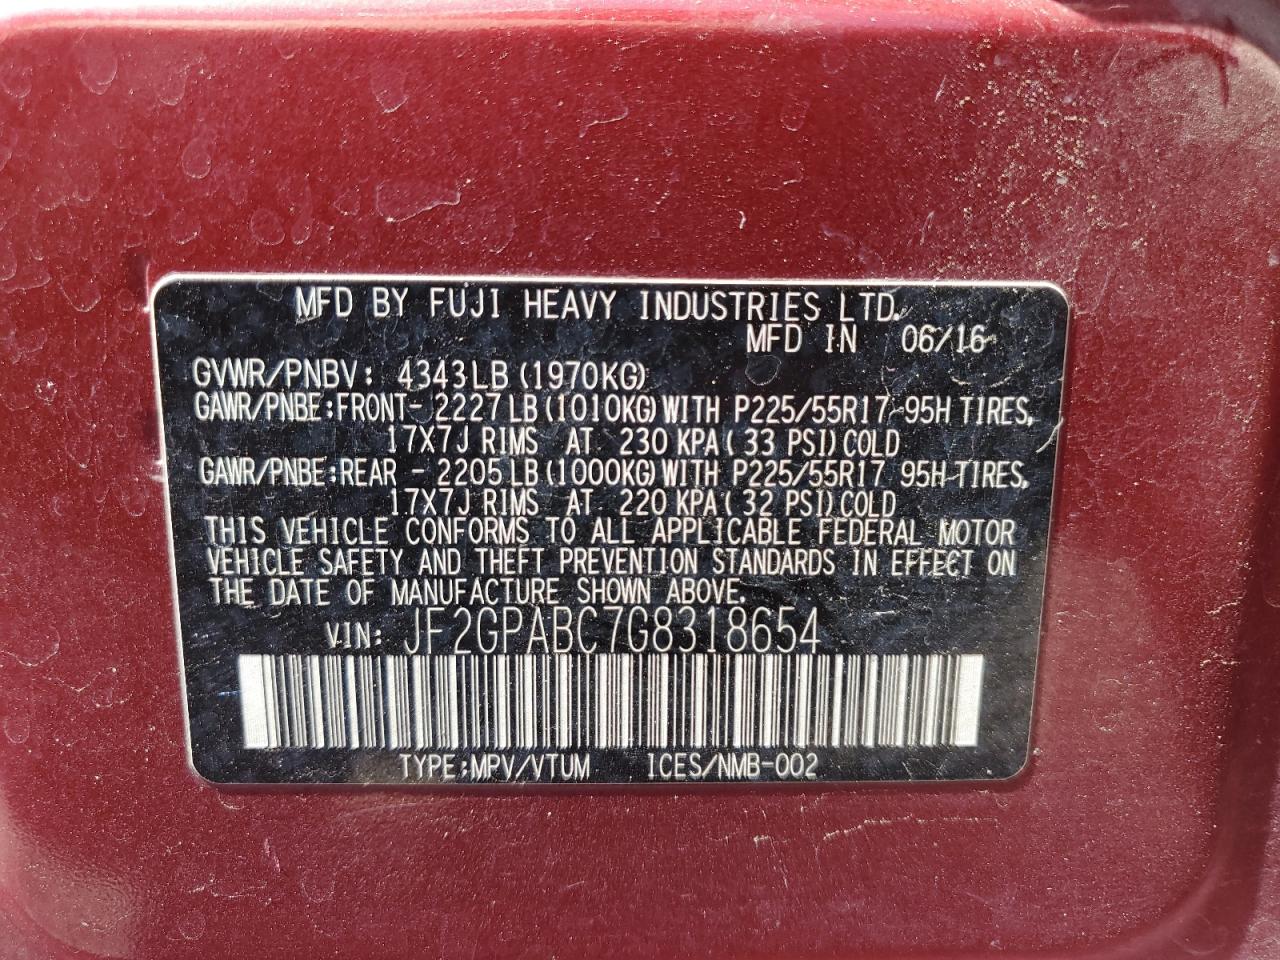 MFD BY FUJI HEAVY INDUSTRIES LTD.
MFD IN 06/16
GVWR/PNBV: 4343LB (1970KG)
GAWR/PNBE:FRONT- 2227LB (1010KG) WITH P225/55R17 95H TIRES,
17X7J RIMS AT 230 KPA( 33 PSI) COLD
GAWR/PNBE:REAR - 2205LB (1000KG) WITH P225/55R17 95H TIRES,
17X7J RIMS AT 220 KPA( 32 PSI) COLD
THIS VEHICLE CONFORMS TO ALL APPLICABLE FEDERAL MOTOR
VEHICLE SAFETY AND THEFT PREVENTION STANDARDS IN EFFECT ON
THE DATE OF MANUFACTURE SHOWN ABOVE.
VIN: JF2GPABC7G8318654
TYPE:MPV/VTUM ICES/NMB-002